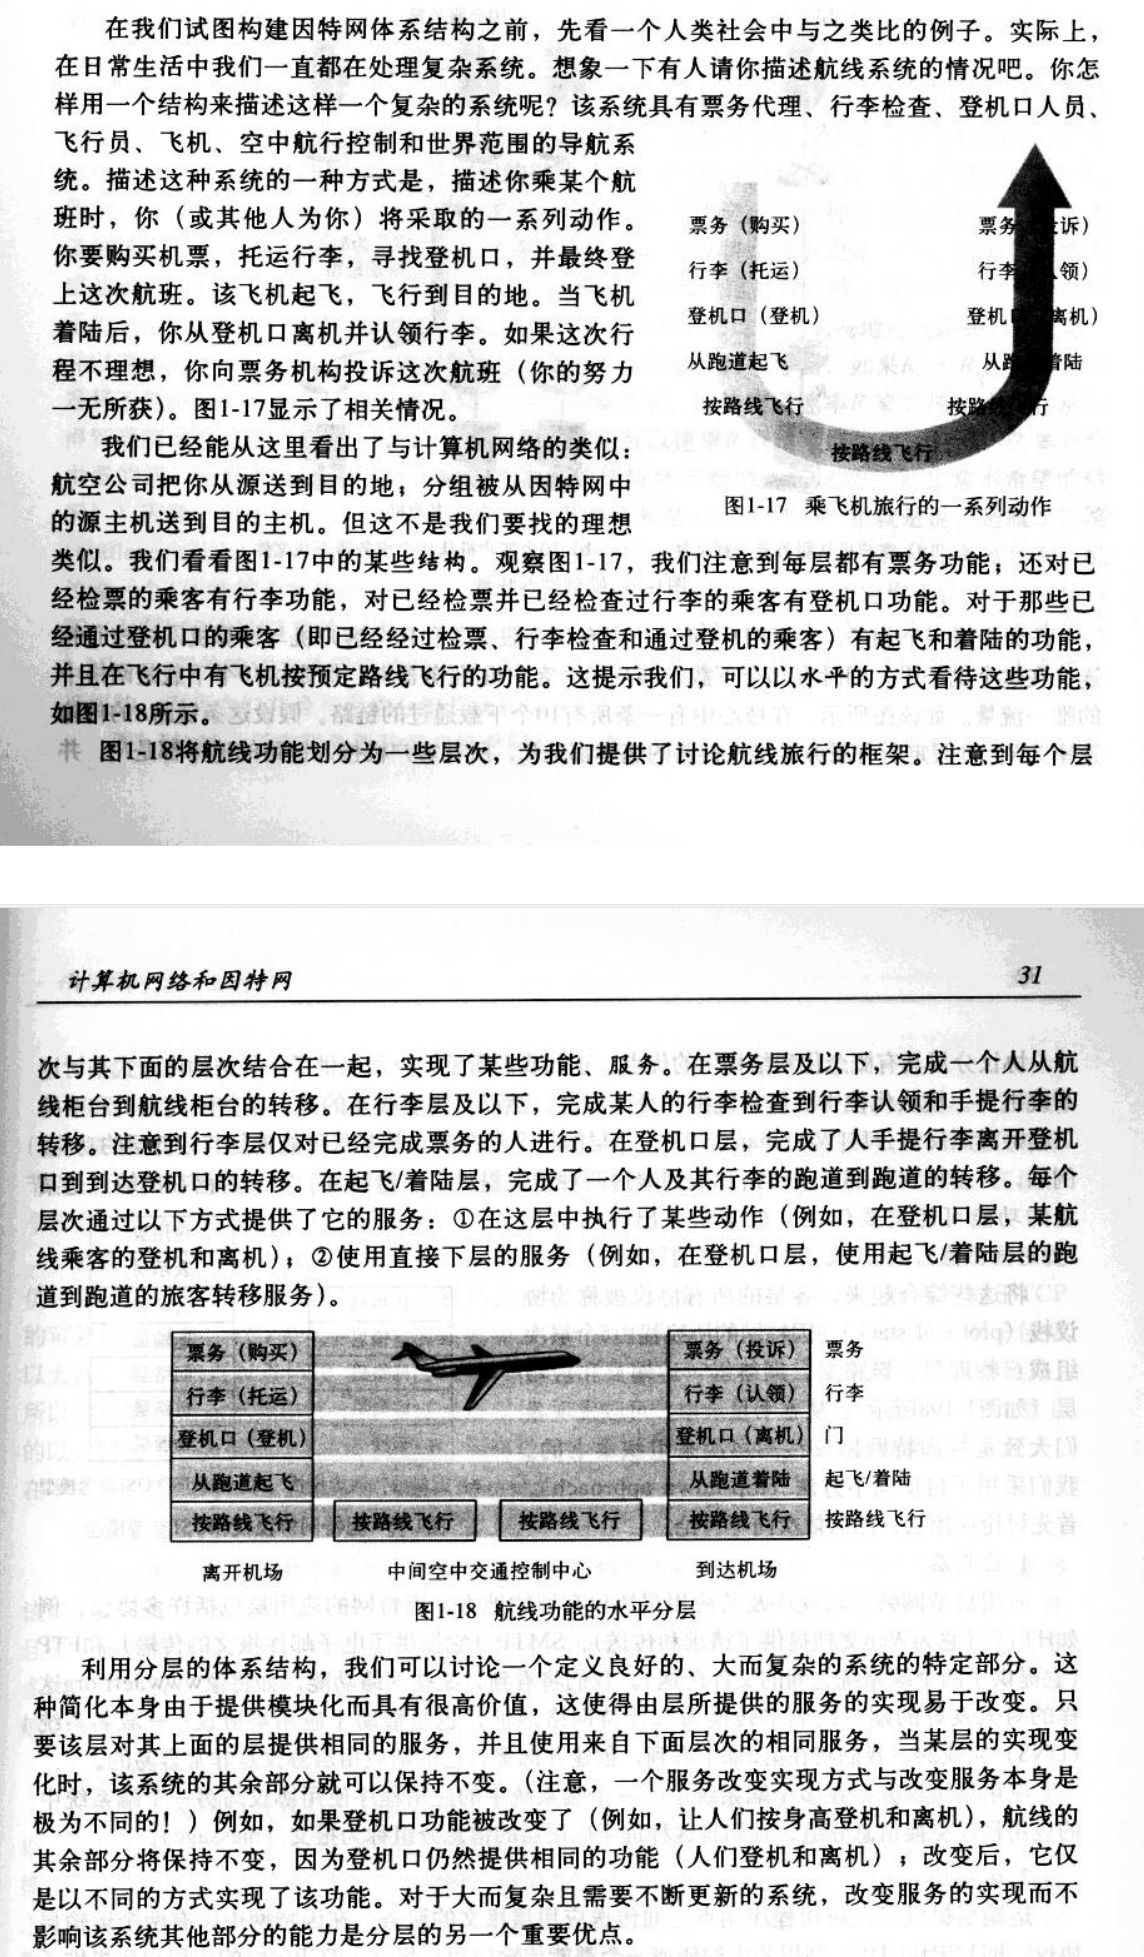 在我们试图构建因特网体系结构之前，先看一个人类社会中与之类比的例子。实际上，
在日常生活中我们一直都在处理复杂系统。想象一下有人请你描述航线系统的情况吧。你怎
样用一个结构来描述这样一个复杂的系统呢？该系统具有票务代理、行李检查、登机口人员、
飞行员、飞机、空中航行控制和世界范围的导航系
统。描述这种系统的一种方式是，描述你乘某个航
班时，你（或其他人为你）将采取的一系列动作。
你要购买机票，托运行李，寻找登机口，并最终登
上这次航班。该飞机起飞，飞行到目的地。当飞机
着陆后，你从登机口离机并认领行李。如果这次行
程不理想，你向票务机构投诉这次航班（你的努力
一无所获）。图1-17显示了相关情况。
我们已经能从这里看出了与计算机网络的类似：
航空公司把你从源送到目的地；分组被从因特网中
的源主机送到目的主机。但这不是我们要找的理想
票务（购买）
票务 诉）
行李（托运）
行李 领）
登机口（登机）
登机 离机）
从跑道起飞
从跑 着陆
按路线飞行
按路 行
按路线飞行
图1-17 乘飞机旅行的一系列动作
类似。我们看看图1-17中的某些结构。观察图1-17，我们注意到每层都有票务功能；还对已
经检票的乘客有行李功能，对已经检票并已经检查过行李的乘客有登机口功能。对于那些已
经通过登机口的乘客（即已经经过检票、行李检查和通过登机的乘客）有起飞和着陆的功能，
并且在飞行中有飞机按预定路线飞行的功能。这提示我们，可以以水平的方式看待这些功能，
如图1-18所示。
图1-18将航线功能划分为一些层次，为我们提供了讨论航线旅行的框架。注意到每个层
计算机网络和因特网 31
次与其下面的层次结合在一起，实现了某些功能、服务。在票务层及以下，完成一个人从航
线柜台到航线柜台的转移。在行李层及以下，完成某人的行李检查到行李认领和手提行李的
转移。注意到行李层仅对已经完成票务的人进行。在登机口层，完成了人手提行李离开登机
口到到达登机口的转移。在起飞/着陆层，完成了一个人及其行李的跑道到跑道的转移。每个
层次通过以下方式提供了它的服务：①在这层中执行了某些动作（例如，在登机口层，某航
线乘客的登机和离机）；②使用直接下层的服务（例如，在登机口层，使用起飞/着陆层的跑
道到跑道的旅客转移服务）。
票务（购买） 票务（投诉） 票务
行李（托运） 行李（认领） 行李
登机口（登机） 登机口（离机） 门
从跑道起飞 从跑道着陆 起飞/着陆
按路线飞行 按路线飞行 按路线飞行 按路线飞行 按路线飞行
离开机场 中间空中交通控制中心 到达机场
图1-18 航线功能的水平分层
利用分层的体系结构，我们可以讨论一个定义良好的、大而复杂的系统的特定部分。这
种简化本身由于提供模块化而具有很高价值，这使得由层所提供的服务的实现易于改变。只
要该层对其上面的层提供相同的服务，并且使用来自下面层次的相同服务，当某层的实现变
化时，该系统的其余部分就可以保持不变。（注意，一个服务改变实现方式与改变服务本身是
极为不同的！）例如，如果登机口功能被改变了（例如，让人们按身高登机和离机），航线的
其余部分将保持不变，因为登机口仍然提供相同的功能（人们登机和离机）；改变后，它仅
是以不同的方式实现了该功能。对于大而复杂且需要不断更新的系统，改变服务的实现而不
影响该系统其他部分的能力是分层的另一个重要优点。